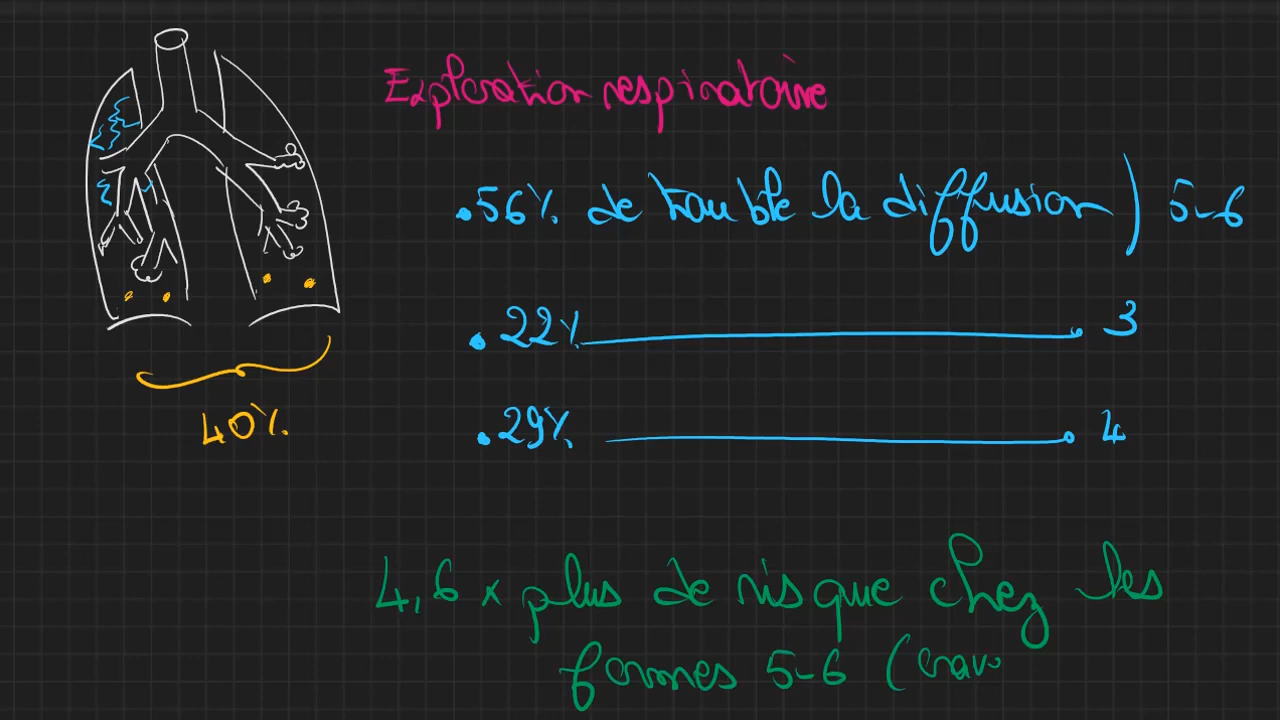 Exploration respiratoire
.56% de trouble la diffusion) 5-6
.22% 3
.29% 4
40%
4,6 x plus de risque chez les
formes 5-6 (